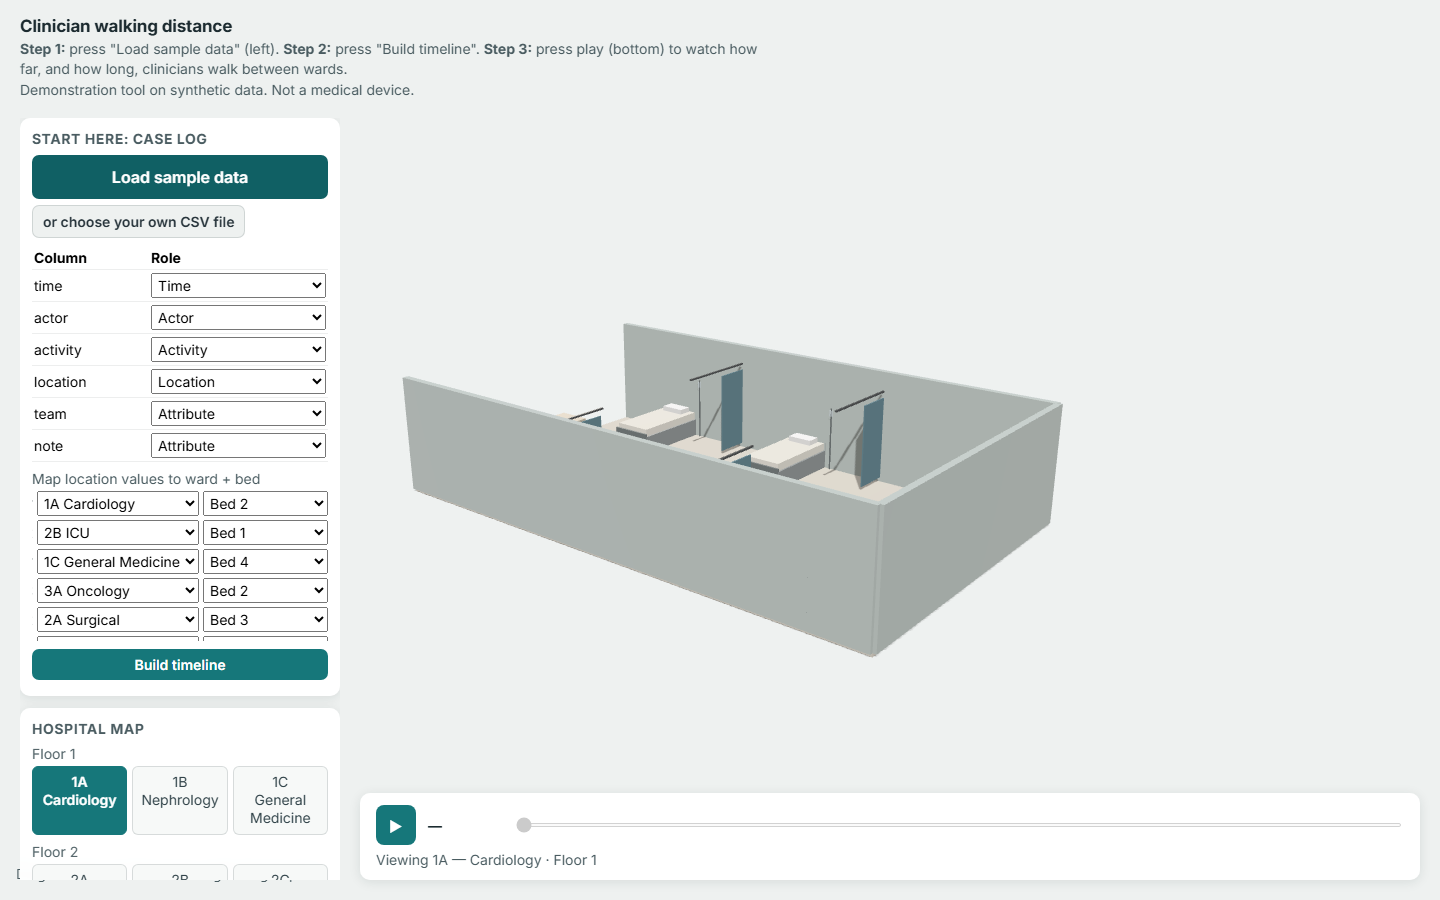 Clinician walking distance
Step 1: press "Load sample data" (left). Step 2: press "Build timeline". Step 3: press play (bottom) to watch how
far, and how long, clinicians walk between wards.
Demonstration tool on synthetic data. Not a medical device.
START HERE: CASE LOG
Load sample data
or choose your own CSV file
Column Role
time Time
actor Actor
activity Activity
location Location
team Attribute
note Attribute
Map location values to ward + bed
1A Cardiology Bed 2
2B ICU Bed 1
1C General Medicine Bed 4
3A Oncology Bed 2
2A Surgical Bed 3
Build timeline
HOSPITAL MAP
Floor 1
1A Cardiology
1B Nephrology
1C General Medicine
Floor 2
2A 2B 2C
—
Viewing 1A — Cardiology · Floor 1